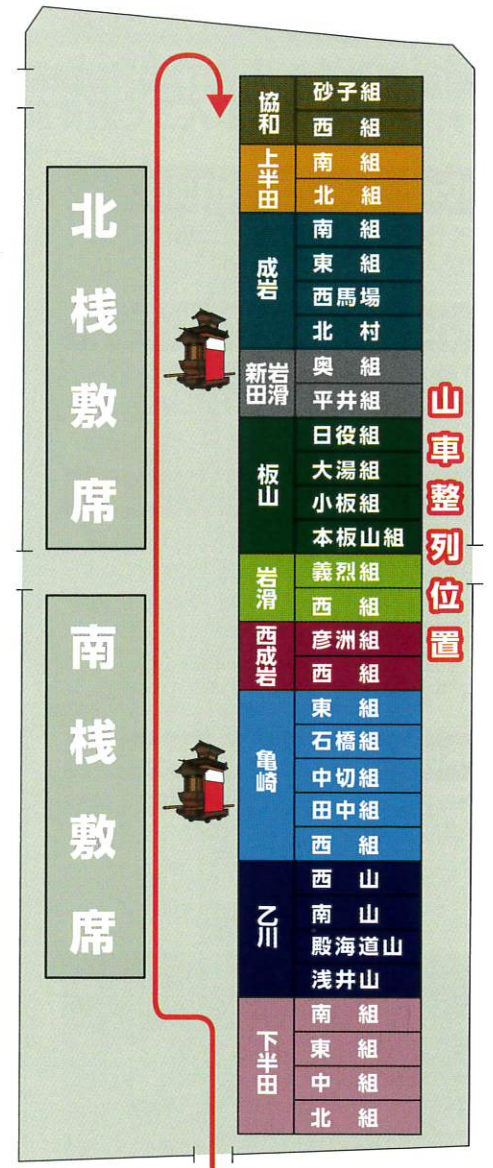 山車整列位置
北桟敷席
南桟敷席
協和
砂子組
西組
上半田
南組
北組
成岩
南組
東組
西馬場
北村
岩滑新田
奥組
平井組
板山
日役組
大湯組
小板組
本板山組
岩滑
義烈組
西組
西成岩
彦洲組
西組
亀崎
東組
石橋組
中切組
田中組
西組
乙川
西山
南山
殿海道山
浅井山
下半田
南組
東組
中組
北組